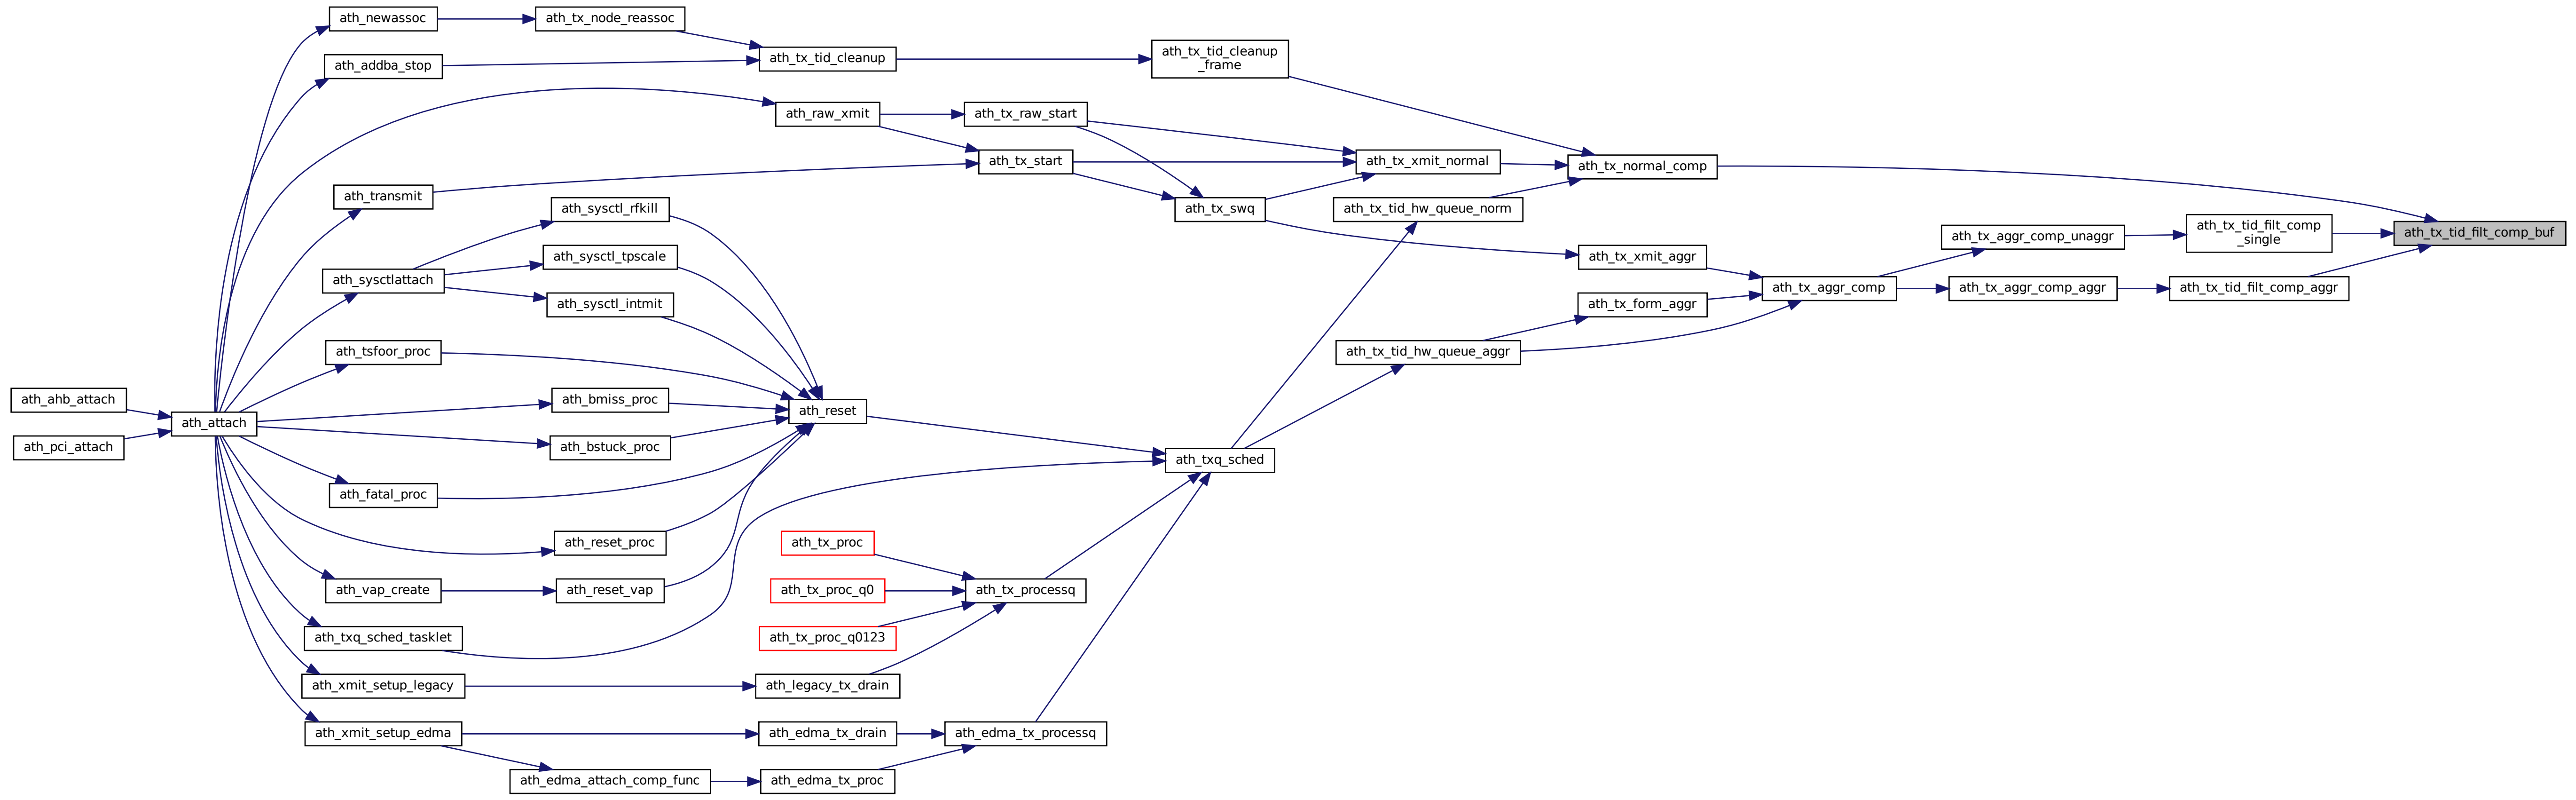 ath_ahb_attach
ath_pci_attach
ath_attach
ath_newassoc
ath_addba_stop
ath_transmit
ath_sysctlattach
ath_tsfoor_proc
ath_fatal_proc
ath_vap_create
ath_txq_sched_tasklet
ath_xmit_setup_legacy
ath_xmit_setup_edma
ath_tx_node_reassoc
ath_sysctl_rfkill
ath_sysctl_tpscale
ath_sysctl_intmit
ath_bmiss_proc
ath_bstuck_proc
ath_reset_proc
ath_reset_vap
ath_edma_attach_comp_func
ath_tx_tid_cleanup
ath_raw_xmit
ath_reset
ath_tx_proc
ath_tx_proc_q0
ath_tx_proc_q0123
ath_legacy_tx_drain
ath_edma_tx_drain
ath_edma_tx_proc
ath_tx_raw_start
ath_tx_start
ath_tx_processq
ath_edma_tx_processq
ath_tx_tid_cleanup
_frame
ath_tx_swq
ath_txq_sched
ath_tx_xmit_normal
ath_tx_tid_hw_queue_norm
ath_tx_tid_hw_queue_aggr
ath_tx_normal_comp
ath_tx_xmit_aggr
ath_tx_form_aggr
ath_tx_aggr_comp
ath_tx_aggr_comp_unaggr
ath_tx_aggr_comp_aggr
ath_tx_tid_filt_comp
_single
ath_tx_tid_filt_comp_aggr
ath_tx_tid_filt_comp_buf